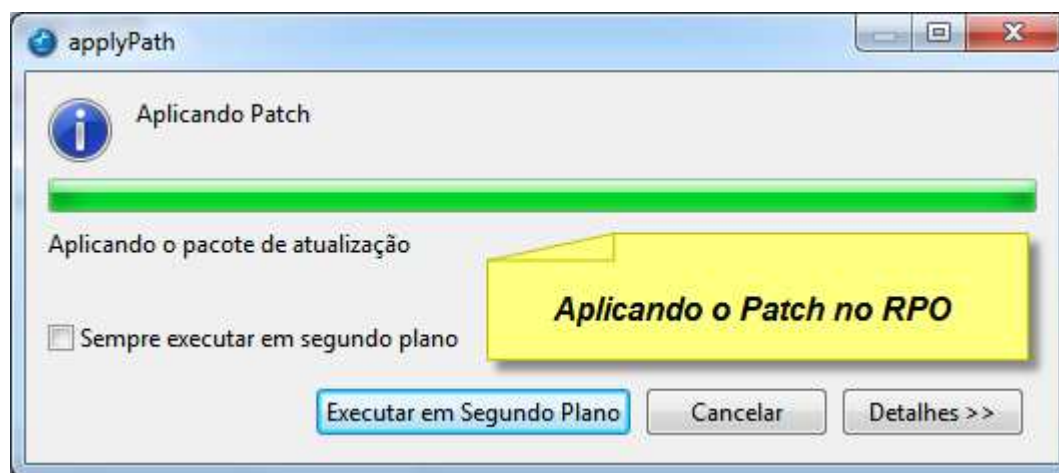 applyPath
Aplicando Patch
Aplicando o pacote de atualização
Aplicando o Patch no RPO
Sempre executar em segundo plano
Executar em Segundo Plano
Cancelar
Detalhes >>